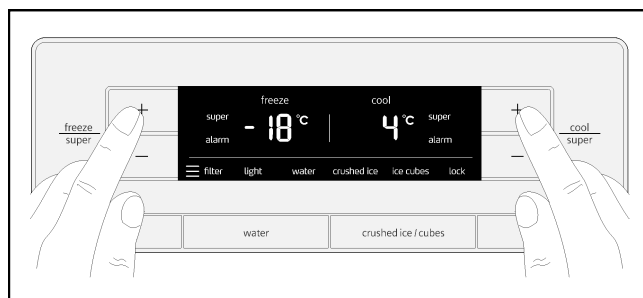 freeze
cool
super
- 18 °C
4 °C
super
alarm
alarm
filter light water crushed ice ice cubes lock
freeze
super
+
−
+
−
cool
super
water
crushed ice / cubes